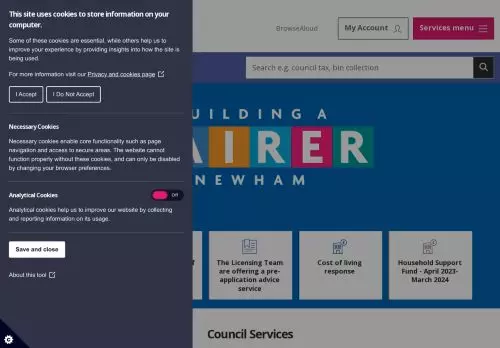 This site uses cookies to store information on your
computer.
Some of these cookies are essential, while others help us to
improve your experience by providing insights into how the site is
being used.
For more information visit our Privacy and cookies page
I Accept
I Do Not Accept
Necessary Cookies
Necessary cookies enable core functionality such as page
navigation and access to secure areas. The website cannot
function properly without these cookies, and can only be disabled
by changing your browser preferences.
Analytical Cookies
Off
Analytical cookies help us to improve our website by collecting
and reporting information on its usage.
Save and close
About this tool
BrowseAloud
My Account
Services menu
Search e.g. council tax, bin collection
UILDING A
AIRER
NEWHAM
f
The Licensing Team
are offering a pre-
application advice
service
Cost of living
response
Household Support
Fund - April 2023-
March 2024
Council Services